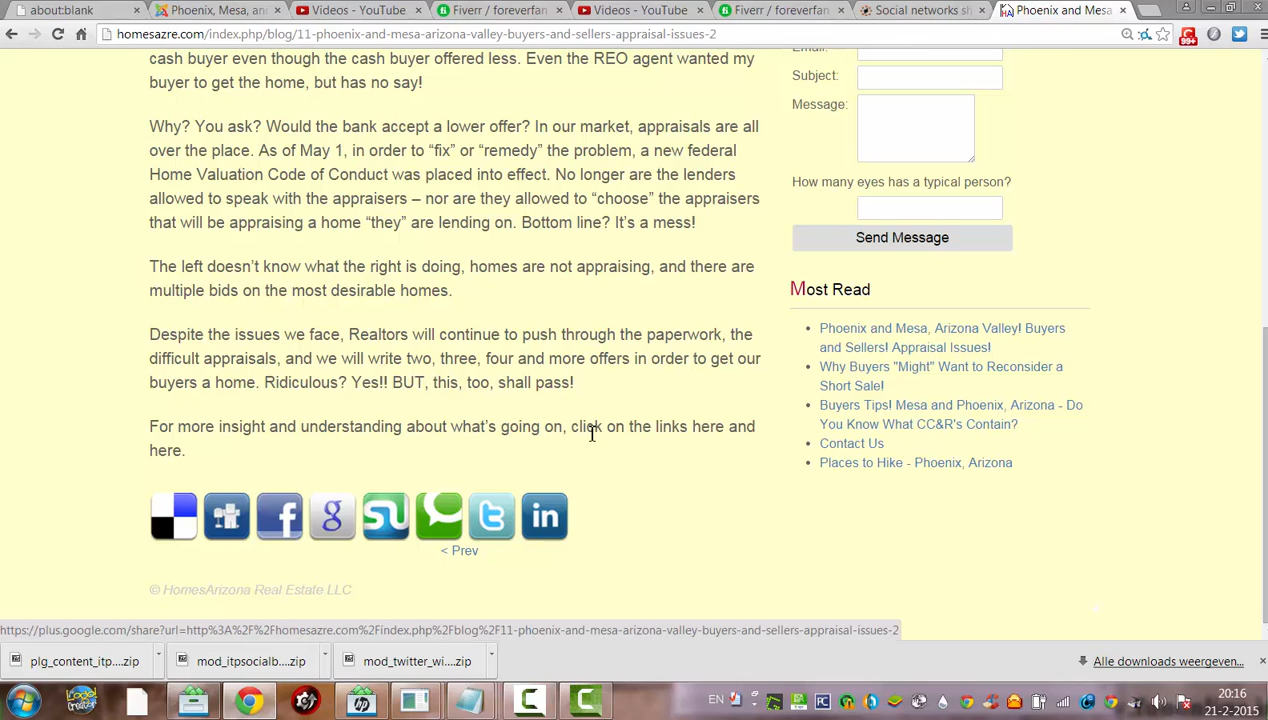 about:blank
Phoenix, Mesa, an
Videos - YouTube
Fiverr / foreverfan
Videos - YouTube
Fiverr / foreverfan
Social networks sh
Phoenix and Mesa
homesazre.com/index.php/blog/11-phoenix-and-mesa-arizona-valley-buyers-and-sellers-appraisal-issues-2
99+
cash buyer even though the cash buyer offered less. Even the REO agent wanted my
buyer to get the home, but has no say!
Why? You ask? Would the bank accept a lower offer? In our market, appraisals are all
over the place. As of May 1, in order to “fix” or “remedy” the problem, a new federal
Home Valuation Code of Conduct was placed into effect. No longer are the lenders
allowed to speak with the appraisers – nor are they allowed to “choose” the appraisers
that will be appraising a home “they” are lending on. Bottom line? It’s a mess!
The left doesn’t know what the right is doing, homes are not appraising, and there are
multiple bids on the most desirable homes.
Despite the issues we face, Realtors will continue to push through the paperwork, the
difficult appraisals, and we will write two, three, four and more offers in order to get our
buyers a home. Ridiculous? Yes!! BUT, this, too, shall pass!
For more insight and understanding about what’s going on, click on the links here and
here.
< Prev
© HomesArizona Real Estate LLC
Email:
Subject:
Message:
How many eyes has a typical person?
Send Message
Most Read
Phoenix and Mesa, Arizona Valley! Buyers
and Sellers! Appraisal Issues!
Why Buyers "Might" Want to Reconsider a
Short Sale!
Buyers Tips! Mesa and Phoenix, Arizona - Do
You Know What CC&R's Contain?
Contact Us
Places to Hike - Phoenix, Arizona
https://plus.google.com/share?url=http%3A%2F%2Fhomesazre.com%2Findex.php%2Fblog%2F11-phoenix-and-mesa-arizona-valley-buyers-and-sellers-appraisal-issues-2
plg_content_itp....zip
mod_itpsocialb....zip
mod_twitter_wi....zip
Alle downloads weergeven...
EN
20:16
21-2-2015